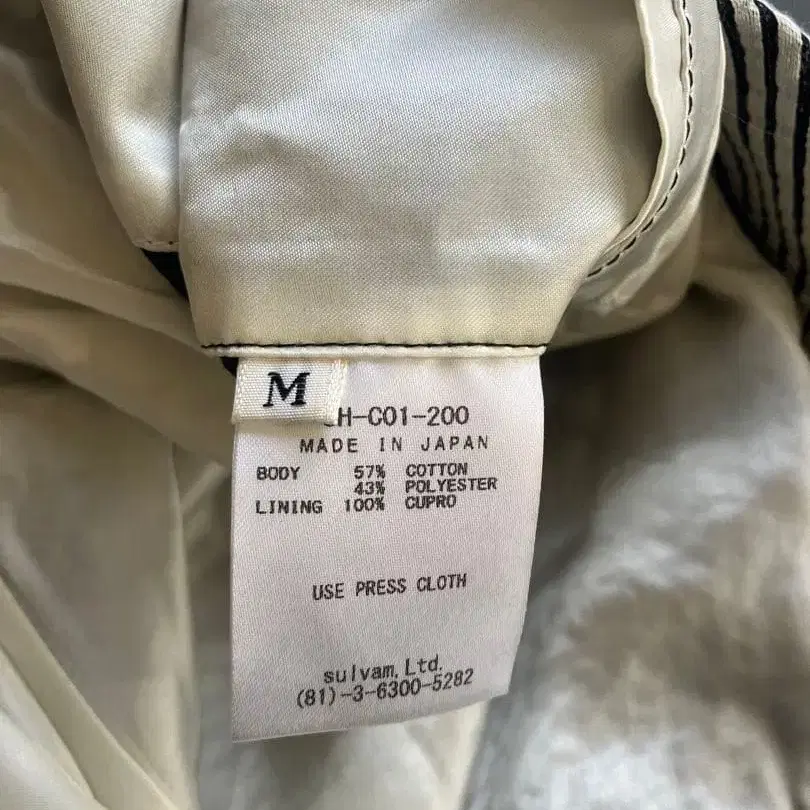 M
H-C01-200
MADE IN JAPAN
BODY 57% COTTON
43% POLYESTER
LINING 100% CUPRO
USE PRESS CLOTH
sulvam, Ltd.
(81)-3-6300-5282